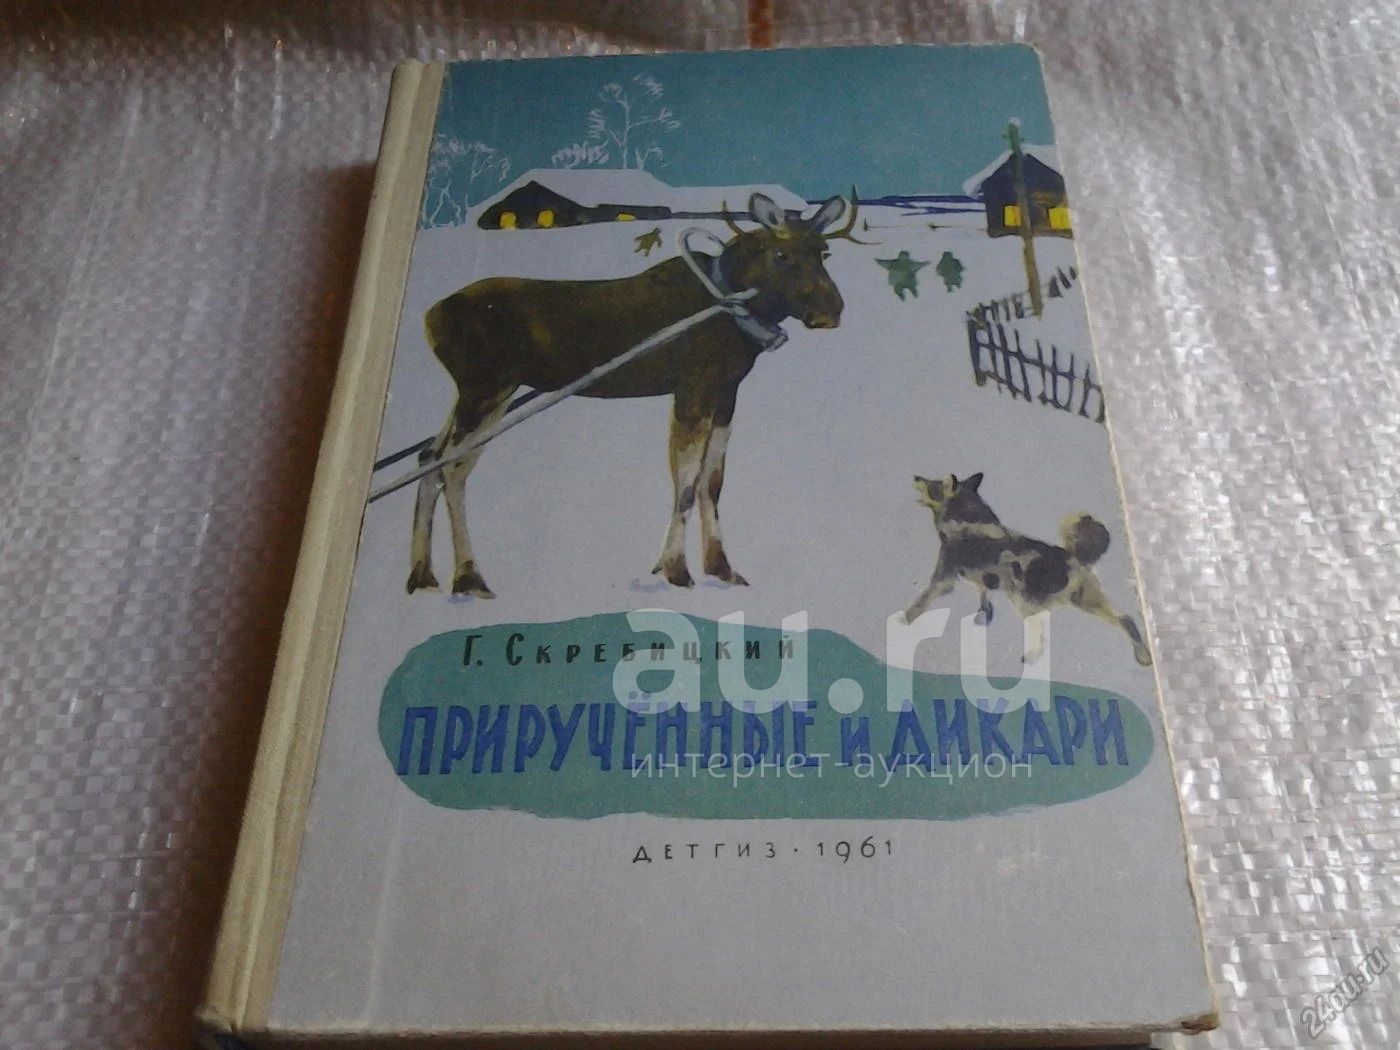 Г. Скребицкий
ПРИРУЧЁННЫЕ и ДИКАРИ
ДЕТГИЗ · 1961
au.ru
интернет-аукцион
24au.ru